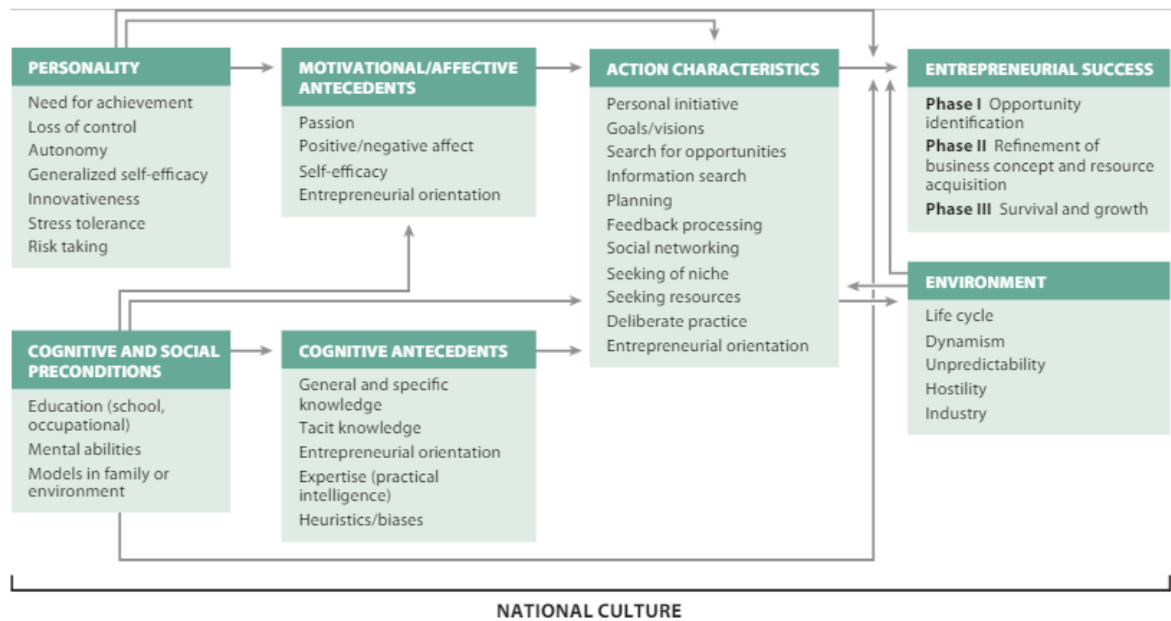 PERSONALITY
Need for achievement
Loss of control
Autonomy
Generalized self-efficacy
Innovativeness
Stress tolerance
Risk taking
MOTIVATIONAL/AFFECTIVE
ANTECEDENTS
Passion
Positive/negative affect
Self-efficacy
Entrepreneurial orientation
ACTION CHARACTERISTICS
Personal initiative
Goals/visions
Search for opportunities
Information search
Planning
Feedback processing
Social networking
Seeking of niche
Seeking resources
Deliberate practice
Entrepreneurial orientation
ENTREPRENEURIAL SUCCESS
Phase I Opportunity
identification
Phase II Refinement of
business concept and resource
acquisition
Phase III Survival and growth
ENVIRONMENT
Life cycle
Dynamism
Unpredictability
Hostility
Industry
COGNITIVE AND SOCIAL
PRECONDITIONS
Education (school,
occupational)
Mental abilities
Models in family or
environment
COGNITIVE ANTECEDENTS
General and specific
knowledge
Tacit knowledge
Entrepreneurial orientation
Expertise (practical
intelligence)
Heuristics/biases
NATIONAL CULTURE